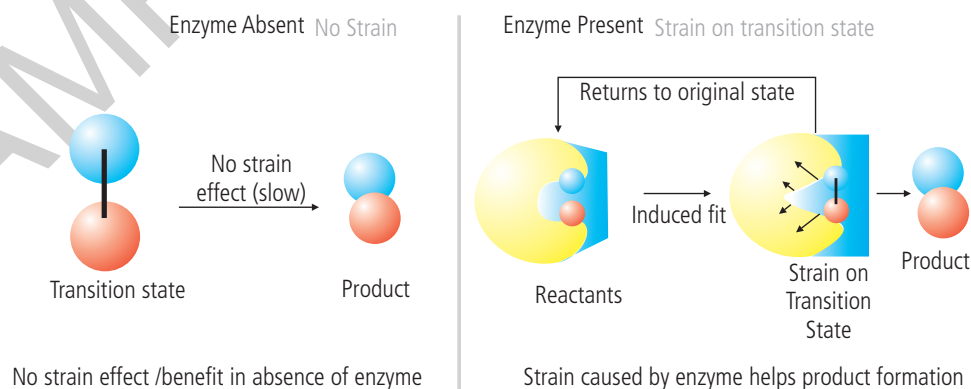 Enzyme Absent No Strain
No strain
effect (slow)
Transition state
Product
No strain effect /benefit in absence of enzyme
Enzyme Present Strain on transition state
Returns to original state
Induced fit
Reactants
Strain on
Transition
State
Product
Strain caused by enzyme helps product formation